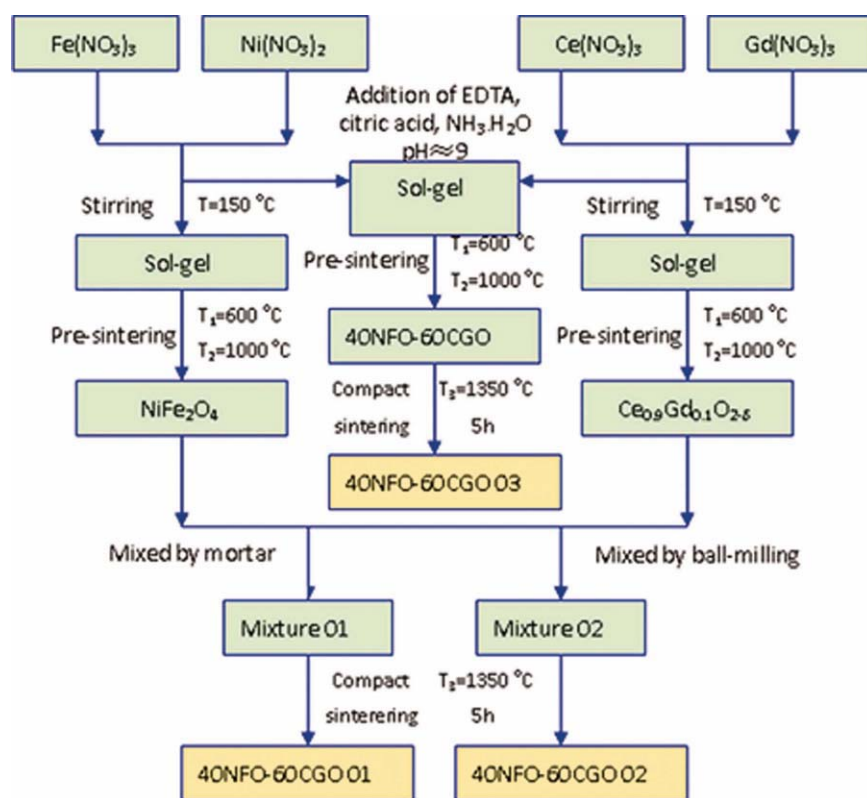 Fe(NO₃)₃
Ni(NO₃)₂
Ce(NO₃)₃
Gd(NO₃)₃
Addition of EDTA,
citric acid, NH₃.H₂O
pH≈9
Stirring
T=150 °C
Sol-gel
Stirring
T=150 °C
Sol-gel
Pre-sintering
T₁=600 °C
T₂=1000 °C
Sol-gel
Pre-sintering
T₁=600 °C
T₂=1000 °C
Pre-sintering
T₁=600 °C
T₂=1000 °C
NiFe₂O₄
40NFO-60CGO
Ce₀.₉Gd₀.₁O₂₋δ
Compact
sintering
T₃=1350 °C
5h
40NFO-60CGO 03
Mixed by mortar
Mixed by ball-milling
Mixture 01
Mixture 02
Compact
sinterering
T₃=1350 °C
5h
40NFO-60CGO 01
40NFO-60CGO 02